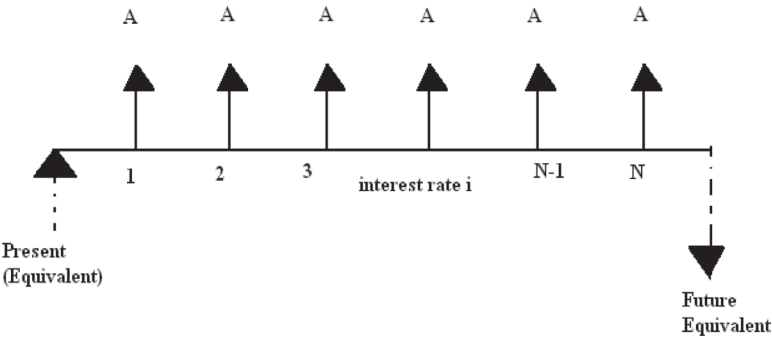 A A A A A A
1 2 3 interest rate i N-1 N
Present
(Equivalent)
Future
Equivalent